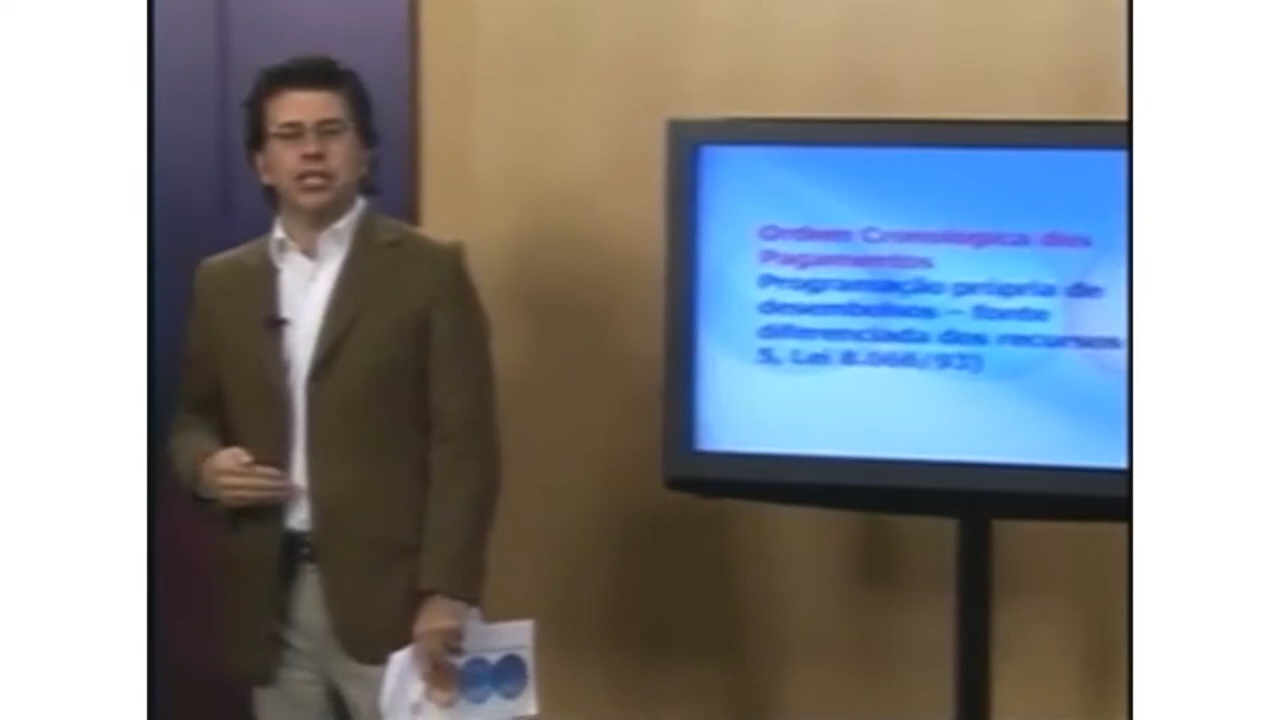 Ordem Cronológica dos
Pagamentos
Programação própria de
desembolsos – fonte
diferenciada dos recursos
5, Lei 8.666/93)